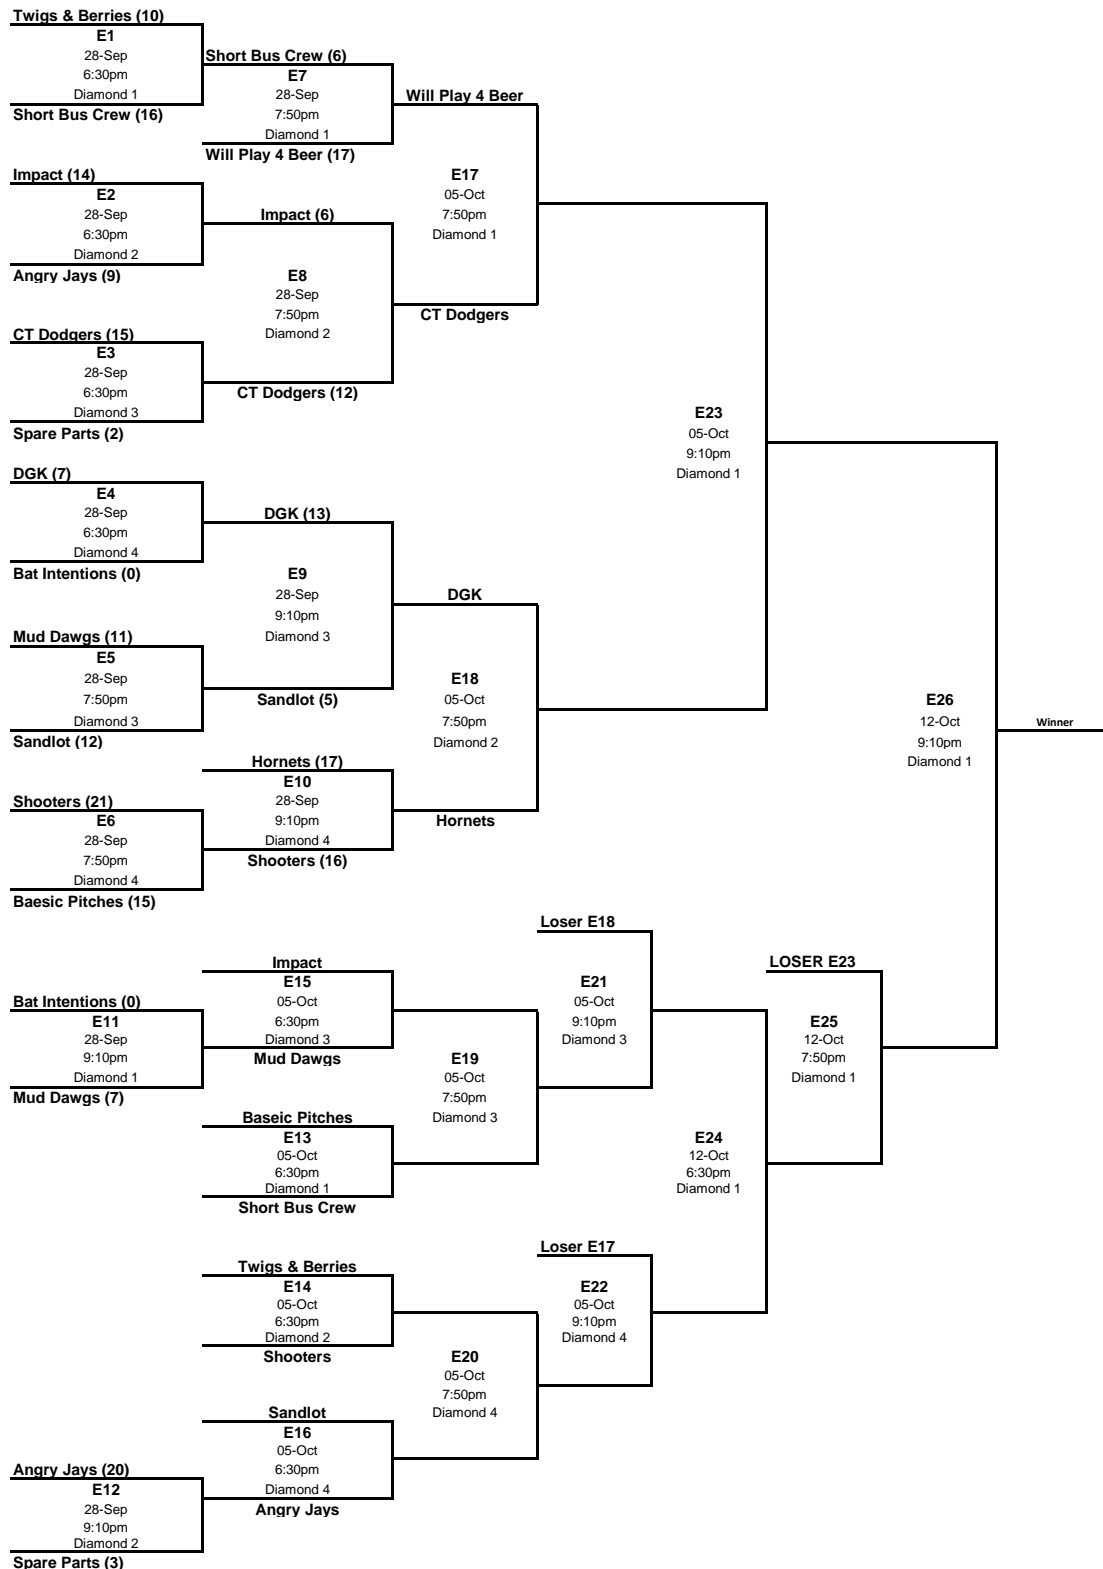 Twigs & Berries (10)
E1
28-Sep
6:30pm
Diamond 1
Short Bus Crew (16)
Short Bus Crew (6)
E7
28-Sep
7:50pm
Diamond 1
Will Play 4 Beer (17)
Will Play 4 Beer
E17
05-Oct
7:50pm
Diamond 1
CT Dodgers
Impact (14)
E2
28-Sep
6:30pm
Diamond 2
Angry Jays (9)
Impact (6)
E8
28-Sep
7:50pm
Diamond 2
CT Dodgers (12)
CT Dodgers (15)
E3
28-Sep
6:30pm
Diamond 3
Spare Parts (2)
E23
05-Oct
9:10pm
Diamond 1
DGK (7)
E4
28-Sep
6:30pm
Diamond 4
Bat Intentions (0)
DGK (13)
E9
28-Sep
9:10pm
Diamond 3
Sandlot (5)
DGK
E18
05-Oct
7:50pm
Diamond 2
Hornets
Mud Dawgs (11)
E5
28-Sep
7:50pm
Diamond 3
Sandlot (12)
Hornets (17)
E10
28-Sep
9:10pm
Diamond 4
Shooters (16)
Shooters (21)
E6
28-Sep
7:50pm
Diamond 4
Baesic Pitches (15)
E26
12-Oct
9:10pm
Diamond 1
Winner
Loser E18
E21
05-Oct
9:10pm
Diamond 3
LOSER E23
E25
12-Oct
7:50pm
Diamond 1
Impact
E15
05-Oct
6:30pm
Diamond 3
Mud Dawgs
Bat Intentions (0)
E11
28-Sep
9:10pm
Diamond 1
Mud Dawgs (7)
E19
05-Oct
7:50pm
Diamond 3
Baseic Pitches
E13
05-Oct
6:30pm
Diamond 1
Short Bus Crew
E24
12-Oct
6:30pm
Diamond 1
Loser E17
E22
05-Oct
9:10pm
Diamond 4
Twigs & Berries
E14
05-Oct
6:30pm
Diamond 2
Shooters
E20
05-Oct
7:50pm
Diamond 4
Sandlot
E16
05-Oct
6:30pm
Diamond 4
Angry Jays
Angry Jays (20)
E12
28-Sep
9:10pm
Diamond 2
Spare Parts (3)